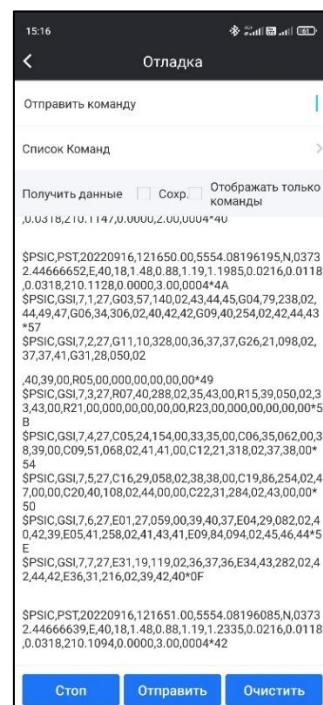 15:16
61
Отладка
Отправить команду
Список Команд
Получить данные
Сохр.
Отображать только
команды
,0.0318,210.1147,0.0000,2.00,0004*40
$PSIC,PST,20220916,121650.00,5554.08196195,N,0373
2.44666652,E,40,18,1.48,0.88,1.19,1.1985,0.0216,0.0118
,0.0318,210.1128,0.0000,3.00,0004*4A
$PSIC,GSI,7,1,27,G03,57,140,02,43,44,45,G04,79,238,02,
44,49,47,G06,34,306,02,40,42,42,G09,40,254,02,42,44,43
*57
$PSIC,GSI,7,2,27,G11,10,328,00,36,37,37,G26,21,098,02,
37,37,41,G31,28,050,02
,40,39,00,R05,00,000,00,00,00,00*49
$PSIC,GSI,7,3,27,R07,40,288,02,35,43,00,R15,39,050,02,3
3,43,00,R21,00,000,00,00,00,00,R23,00,000,00,00,00,00*5
B
$PSIC,GSI,7,4,27,C05,24,154,00,33,35,00,C06,35,062,00,3
8,39,00,C09,51,068,02,41,41,00,C12,21,318,02,37,38,00*
54
$PSIC,GSI,7,5,27,C16,29,058,02,38,38,00,C19,86,254,02,4
7,00,00,C20,40,108,02,44,00,00,C22,31,284,02,43,00,00*
50
$PSIC,GSI,7,6,27,E01,27,059,00,39,40,37,E04,29,082,02,4
0,42,39,E05,41,258,02,41,43,41,E09,84,094,02,45,46,44*5
E
$PSIC,GSI,7,7,27,E31,19,119,02,36,37,36,E34,43,282,02,4
2,44,42,E36,31,216,02,39,42,40*0F
$PSIC,PST,20220916,121651.00,5554.08196085,N,0373
2.44666639,E,40,18,1.48,0.88,1.19,1.2335,0.0216,0.0118
,0.0318,210.1094,0.0000,3.00,0004*42
Стоп
Отправить
Очистить